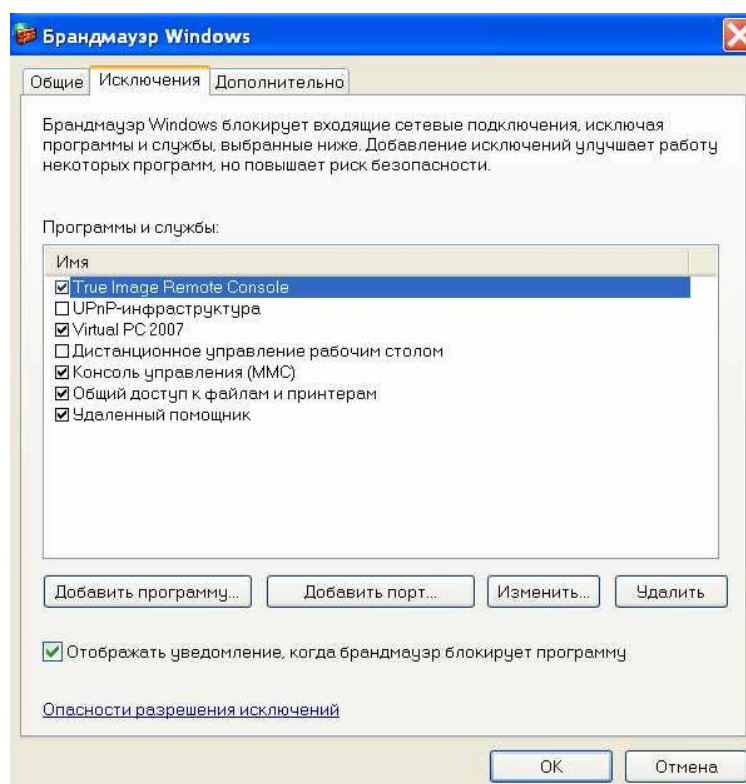 Брандмауэр Windows
Общие Исключения Дополнительно
Брандмауэр Windows блокирует входящие сетевые подключения, исключая
программы и службы, выбранные ниже. Добавление исключений улучшает работу
некоторых программ, но повышает риск безопасности.
Программы и службы:
Имя
True Image Remote Console
UPnP-инфраструктура
Virtual PC 2007
Дистанционное управление рабочим столом
Консоль управления (MMC)
Общий доступ к файлам и принтерам
Удаленный помощник
Добавить программу... Добавить порт... Изменить... Удалить
Отображать уведомление, когда брандмауэр блокирует программу
Опасности разрешения исключений
OK Отмена